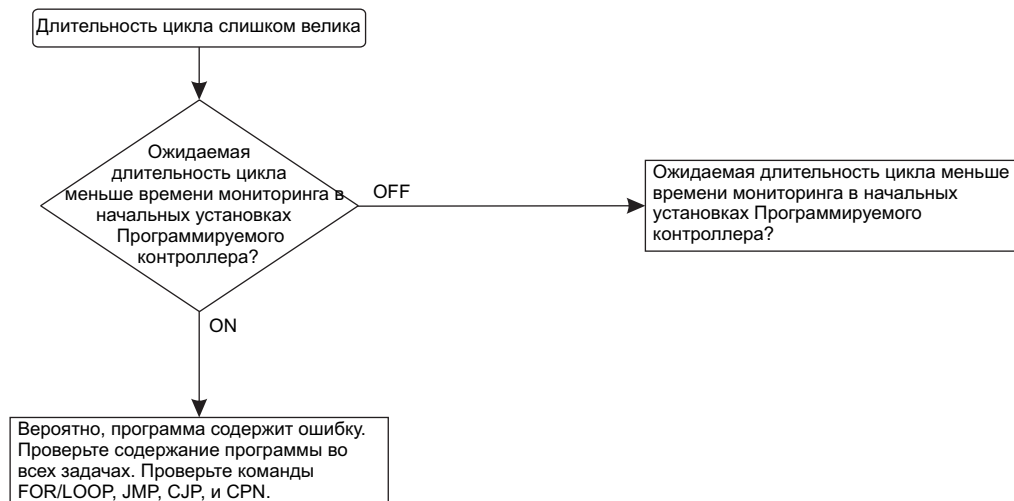 Длительность цикла слишком велика
Ожидаемая
длительность цикла
меньше времени мониторинга в
начальных установках
Программируемого
контроллера?
OFF
Ожидаемая длительность цикла меньше
времени мониторинга в начальных
установках Программируемого
контроллера?
ON
Вероятно, программа содержит ошибку.
Проверьте содержание программы во
всех задачах. Проверьте команды
FOR/LOOP, JMP, CJP, и CPN.